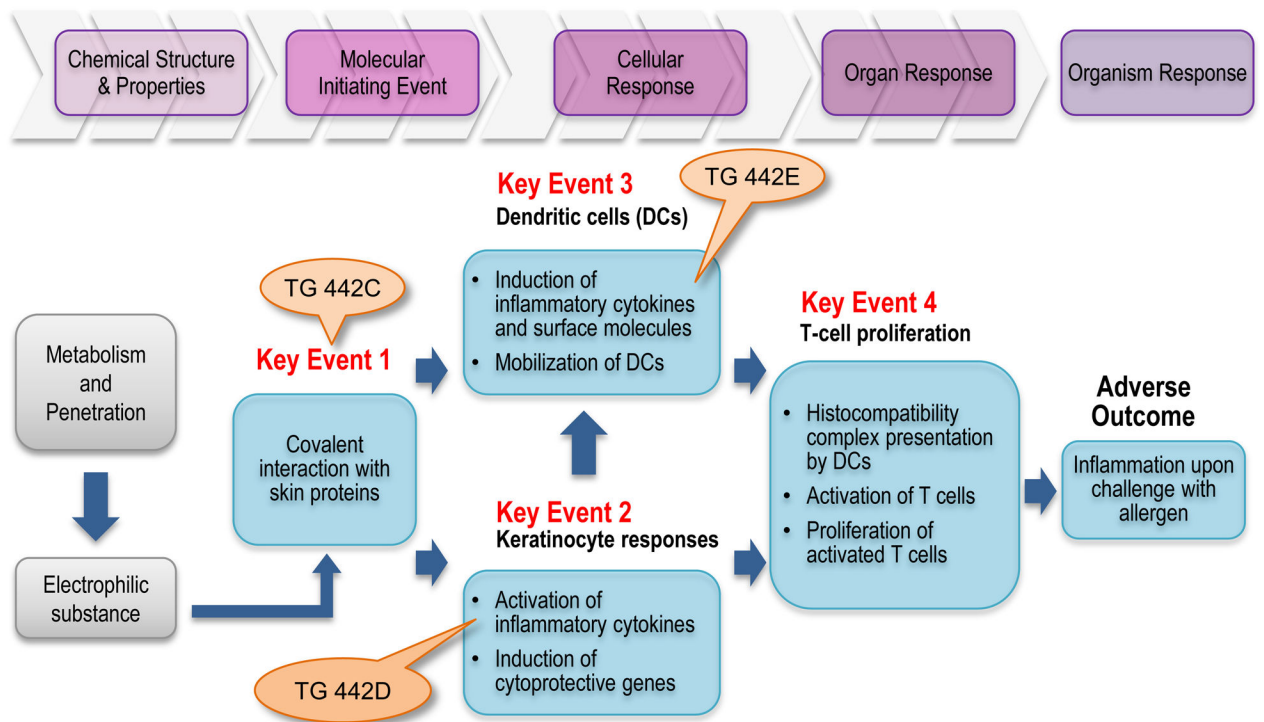 Chemical Structure
& Properties
Molecular
Initiating Event
Cellular
Response
Organ Response
Organism Response
Metabolism
and
Penetration
Electrophilic
substance
TG 442C
Key Event 1
Covalent
interaction with
skin proteins
Key Event 3
Dendritic cells (DCs)
TG 442E
• Induction of
inflammatory cytokines
and surface molecules
• Mobilization of DCs
Key Event 2
Keratinocyte responses
• Activation of
inflammatory cytokines
• Induction of
cytoprotective genes
TG 442D
Key Event 4
T-cell proliferation
• Histocompatibility
complex presentation
by DCs
• Activation of T cells
• Proliferation of
activated T cells
Adverse
Outcome
Inflammation upon
challenge with
allergen